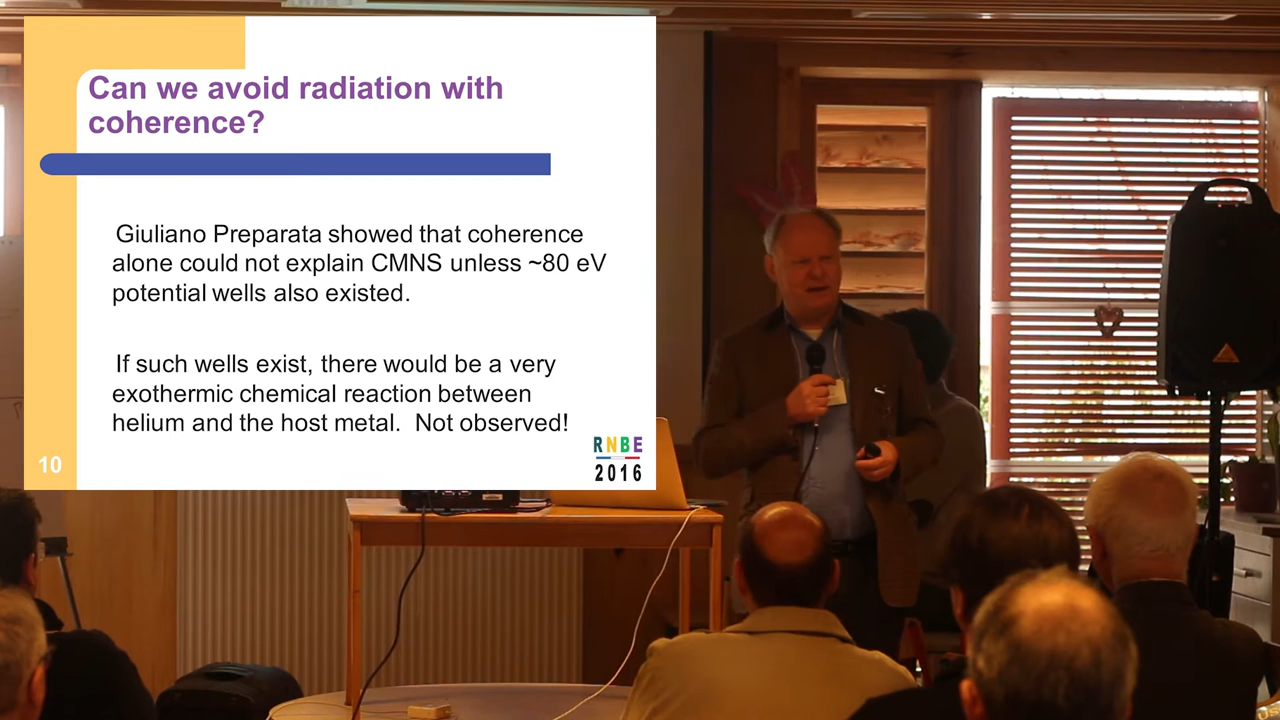 Can we avoid radiation with
coherence?
Giuliano Preparata showed that coherence
alone could not explain CMNS unless ~80 eV
potential wells also existed.
If such wells exist, there would be a very
exothermic chemical reaction between
helium and the host metal. Not observed!
10
RNBE
2016